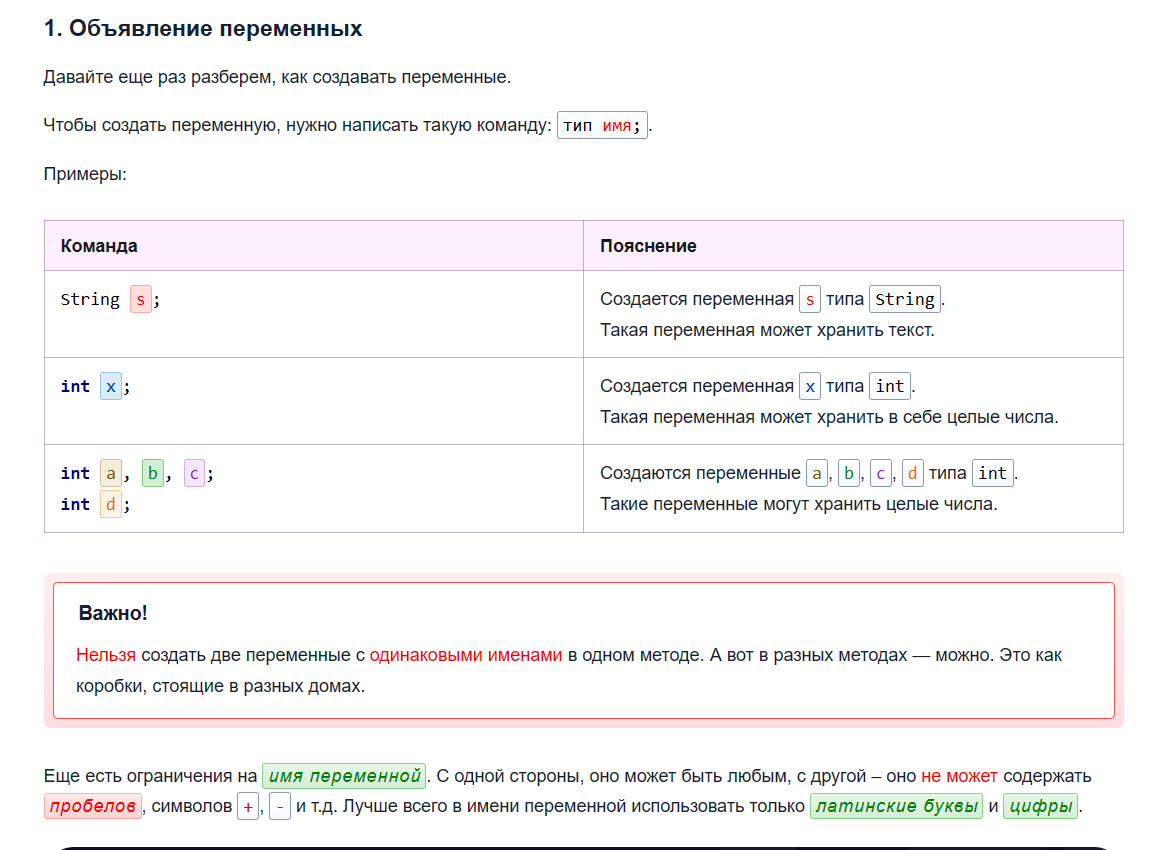 1. Объявление переменных
Давайте еще раз разберем, как создавать переменные.
Чтобы создать переменную, нужно написать такую команду: тип имя;.
Примеры:
Команда
Пояснение
String s;
Создается переменная s типа String.
Такая переменная может хранить текст.
int x;
Создается переменная x типа int.
Такая переменная может хранить в себе целые числа.
int a, b, c;
int d;
Создаются переменные a, b, c, d типа int.
Такие переменные могут хранить целые числа.
Важно!
Нельзя создать две переменные с одинаковыми именами в одном методе. А вот в разных методах — можно. Это как
коробки, стоящие в разных домах.
Еще есть ограничения на имя переменной. С одной стороны, оно может быть любым, с другой – оно не может содержать
пробелов, символов +, - и т.д. Лучше всего в имени переменной использовать только латинские буквы и цифры.